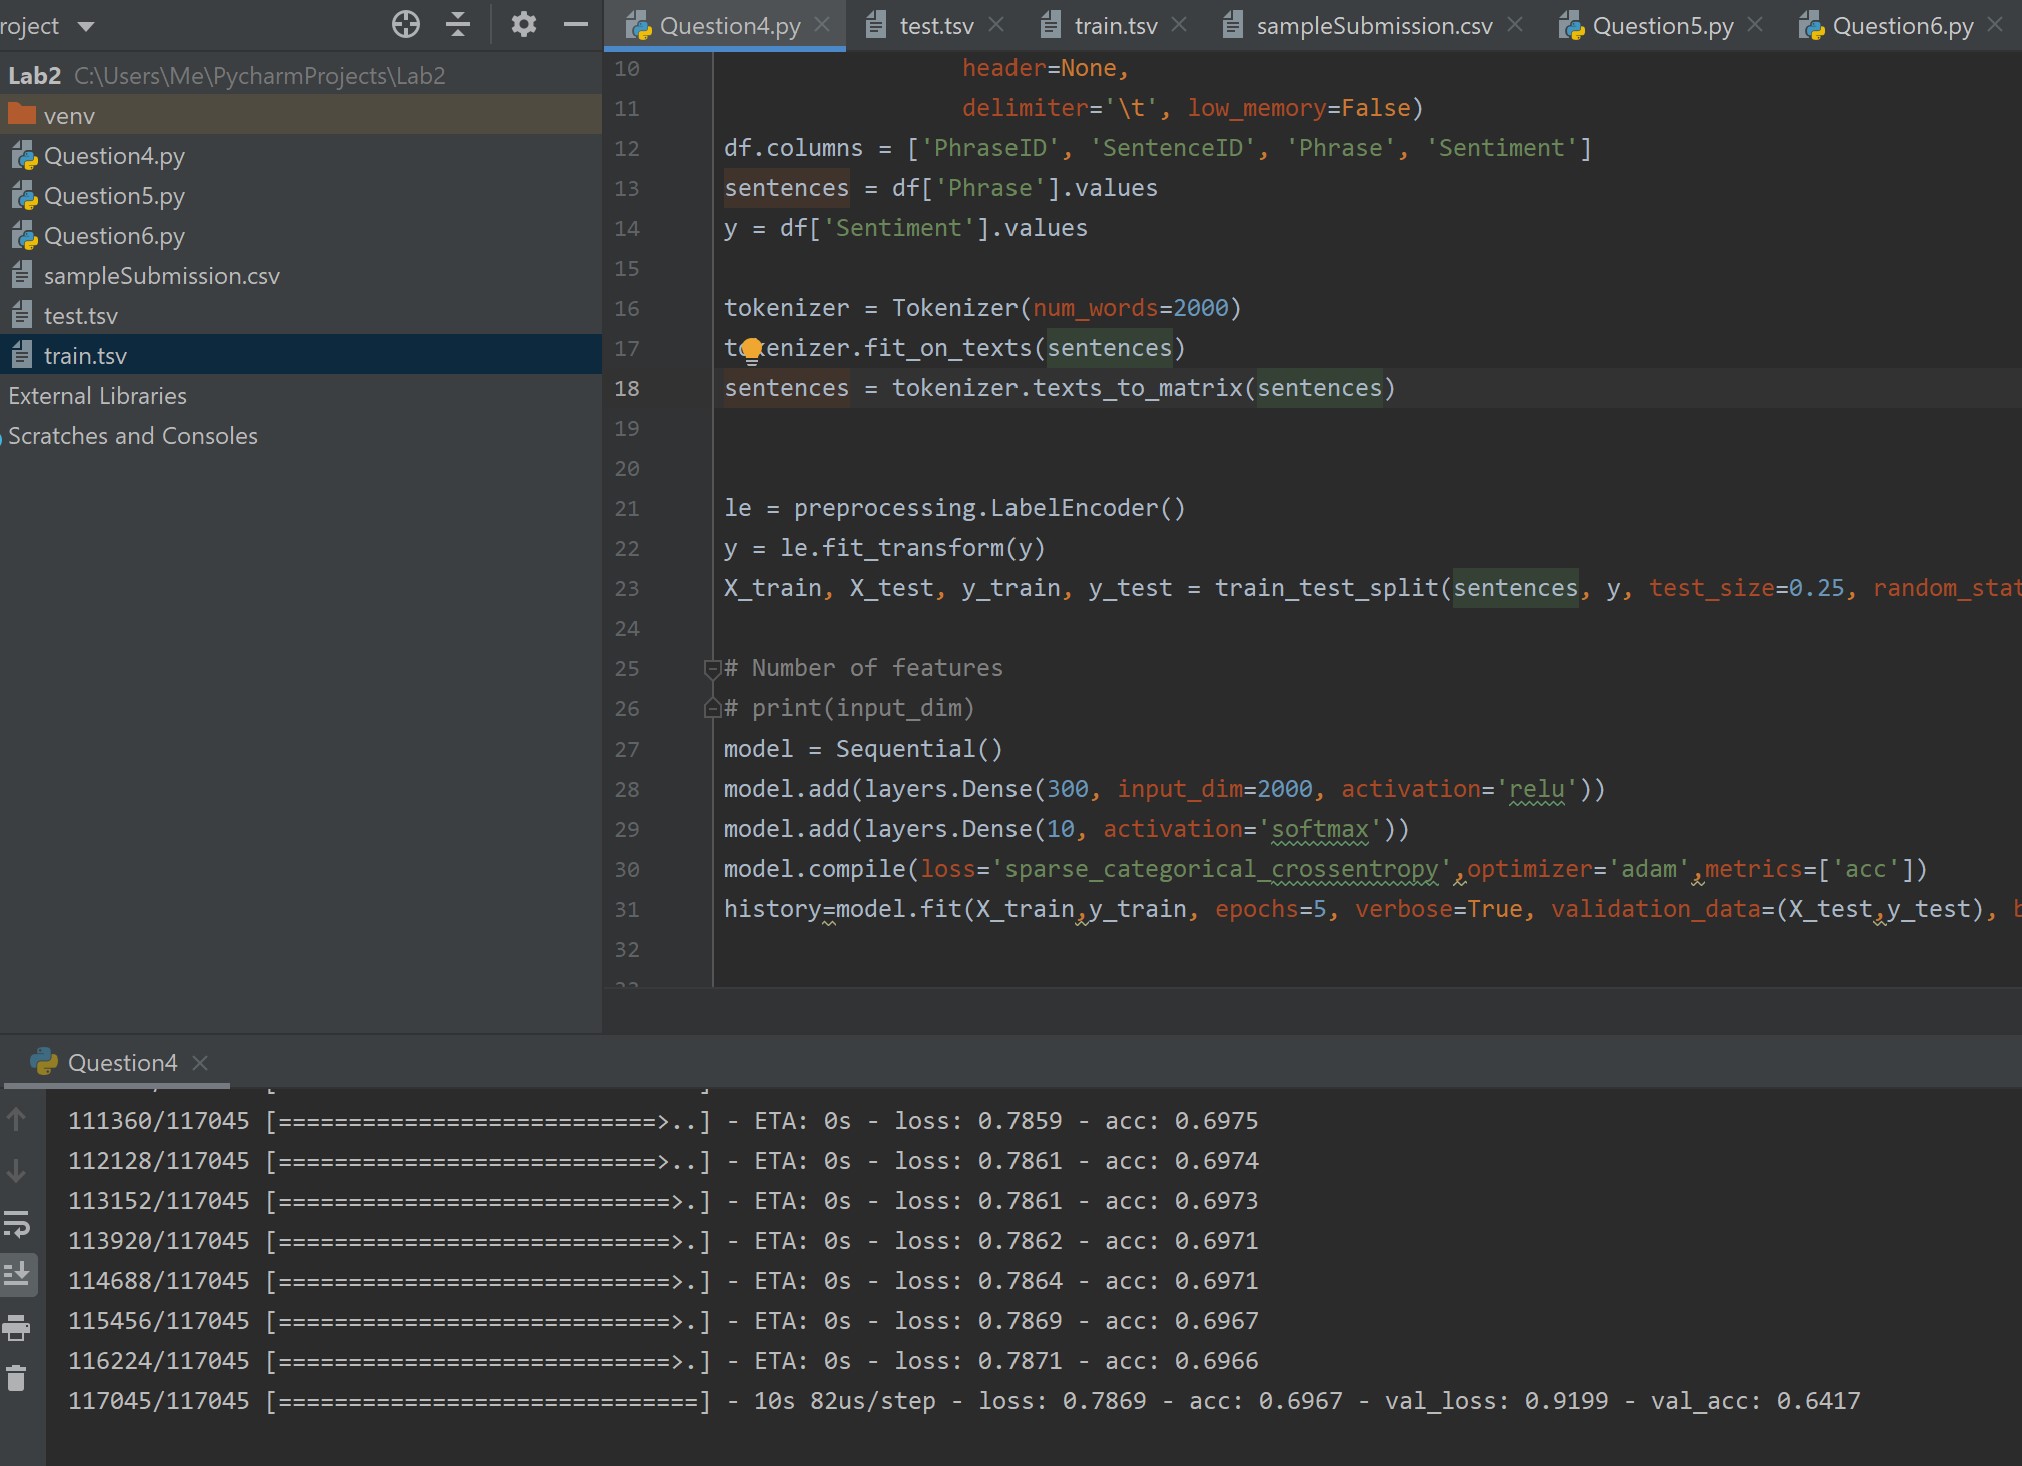 roject
Question4.py
test.tsv
train.tsv
sampleSubmission.csv
Question5.py
Question6.py
Lab2 C:\Users\Me\PycharmProjects\Lab2
venv
Question4.py
Question5.py
Question6.py
sampleSubmission.csv
test.tsv
train.tsv
External Libraries
Scratches and Consoles
10 header=None,
11 delimiter='\t', low_memory=False)
12 df.columns = ['PhraseID', 'SentenceID', 'Phrase', 'Sentiment']
13 sentences = df['Phrase'].values
14 y = df['Sentiment'].values
15
16 tokenizer = Tokenizer(num_words=2000)
17 tokenizer.fit_on_texts(sentences)
18 sentences = tokenizer.texts_to_matrix(sentences)
19
20
21 le = preprocessing.LabelEncoder()
22 y = le.fit_transform(y)
23 X_train, X_test, y_train, y_test = train_test_split(sentences, y, test_size=0.25, random_stat
24
25 # Number of features
26 # print(input_dim)
27 model = Sequential()
28 model.add(layers.Dense(300, input_dim=2000, activation='relu'))
29 model.add(layers.Dense(10, activation='softmax'))
30 model.compile(loss='sparse_categorical_crossentropy',optimizer='adam',metrics=['acc'])
31 history=model.fit(X_train,y_train, epochs=5, verbose=True, validation_data=(X_test,y_test), b
32
Question4
111360/117045 [===========================>..] - ETA: 0s - loss: 0.7859 - acc: 0.6975
112128/117045 [===========================>..] - ETA: 0s - loss: 0.7861 - acc: 0.6974
113152/117045 [============================>.] - ETA: 0s - loss: 0.7861 - acc: 0.6973
113920/117045 [============================>.] - ETA: 0s - loss: 0.7862 - acc: 0.6971
114688/117045 [============================>.] - ETA: 0s - loss: 0.7864 - acc: 0.6971
115456/117045 [============================>.] - ETA: 0s - loss: 0.7869 - acc: 0.6967
116224/117045 [============================>.] - ETA: 0s - loss: 0.7871 - acc: 0.6966
117045/117045 [==============================] - 10s 82us/step - loss: 0.7869 - acc: 0.6967 - val_loss: 0.9199 - val_acc: 0.6417